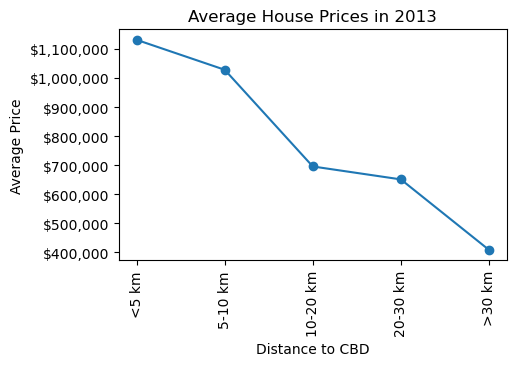 Average House Prices in 2013
Average Price
$1,100,000
$1,000,000
$900,000
$800,000
$700,000
$600,000
$500,000
$400,000
<5 km
5-10 km
10-20 km
20-30 km
>30 km
Distance to CBD